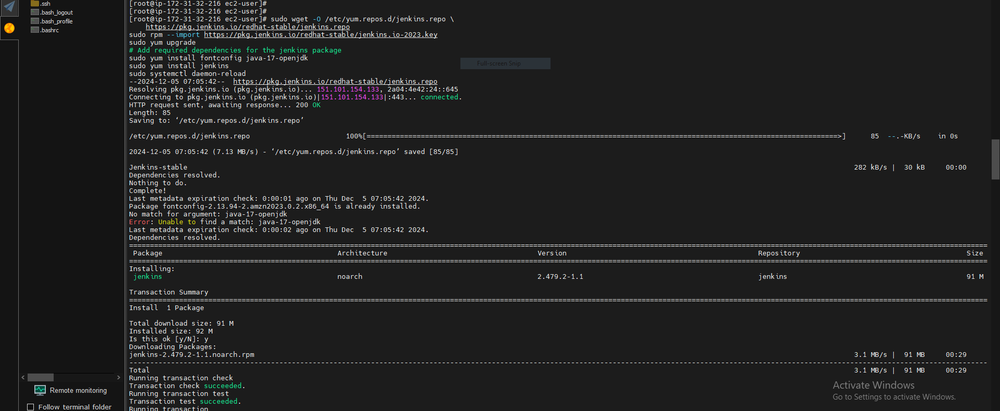 .ssh
.bash_logout
.bash_profile
.bashrc
[root@ip-172-31-32-216 ec2-user]#
[root@ip-172-31-32-216 ec2-user]#
[root@ip-172-31-32-216 ec2-user]# sudo wget -O /etc/yum.repos.d/jenkins.repo \
https://pkg.jenkins.io/redhat-stable/jenkins.repo
sudo rpm --import https://pkg.jenkins.io/redhat-stable/jenkins.io-2023.key
sudo yum upgrade
# Add required dependencies for the jenkins package
sudo yum install fontconfig java-17-openjdk
Full-screen Snip
sudo yum install jenkins
sudo systemctl daemon-reload
--2024-12-05 07:05:42--  https://pkg.jenkins.io/redhat-stable/jenkins.repo
Resolving pkg.jenkins.io (pkg.jenkins.io)... 151.101.154.133, 2a04:4e42:24::645
Connecting to pkg.jenkins.io (pkg.jenkins.io)|151.101.154.133|:443... connected.
HTTP request sent, awaiting response... 200 OK
Length: 85
Saving to: ‘/etc/yum.repos.d/jenkins.repo’
/etc/yum.repos.d/jenkins.repo 100%[=================================================================================================================>] 85 --.-KB/s in 0s
2024-12-05 07:05:42 (7.13 MB/s) - ‘/etc/yum.repos.d/jenkins.repo’ saved [85/85]
Jenkins-stable 282 kB/s | 30 kB 00:00
Dependencies resolved.
Nothing to do.
Complete!
Last metadata expiration check: 0:00:01 ago on Thu Dec  5 07:05:42 2024.
Package fontconfig-2.13.94-2.amzn2023.0.2.x86_64 is already installed.
No match for argument: java-17-openjdk
Error: Unable to find a match: java-17-openjdk
Last metadata expiration check: 0:00:02 ago on Thu Dec  5 07:05:42 2024.
Dependencies resolved.
Package Architecture Version Repository Size
Installing:
jenkins noarch 2.479.2-1.1 jenkins 91 M
Transaction Summary
Install  1 Package
Total download size: 91 M
Installed size: 92 M
Is this ok [y/N]: y
Downloading Packages:
jenkins-2.479.2-1.1.noarch.rpm 3.1 MB/s | 91 MB 00:29
Total 3.1 MB/s | 91 MB 00:29
Running transaction check
Transaction check succeeded.
Running transaction test
Transaction test succeeded.
Running transaction
Remote monitoring
Follow terminal folder
Activate Windows
Go to Settings to activate Windows.